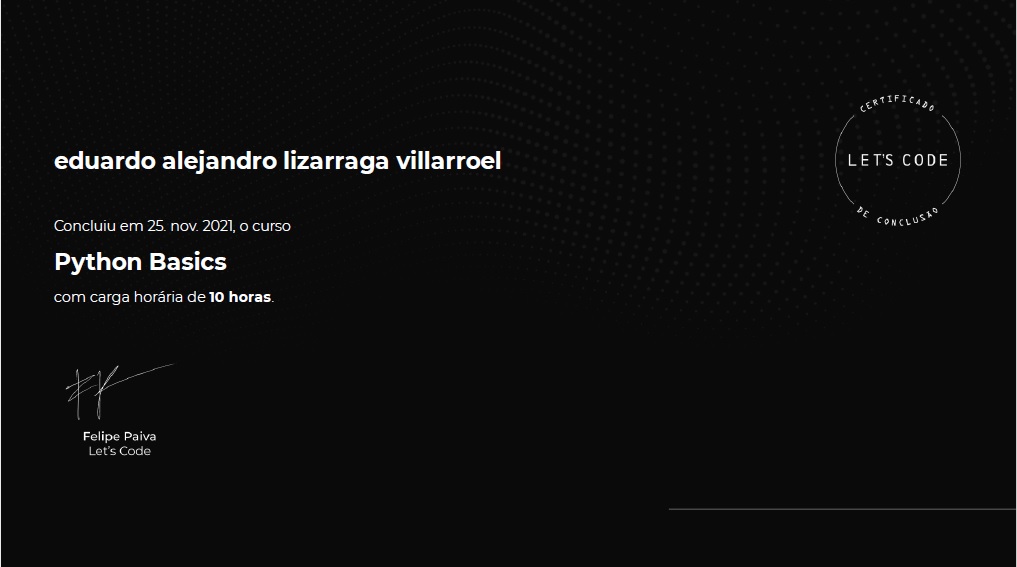 eduardo alejandro lizarraga villarroel
Concluiu em 25. nov. 2021, o curso
Python Basics
com carga horária de 10 horas.
CERTIFICADO
LET'S CODE
DE CONCLUSÃO
Felipe Paiva
Let's Code